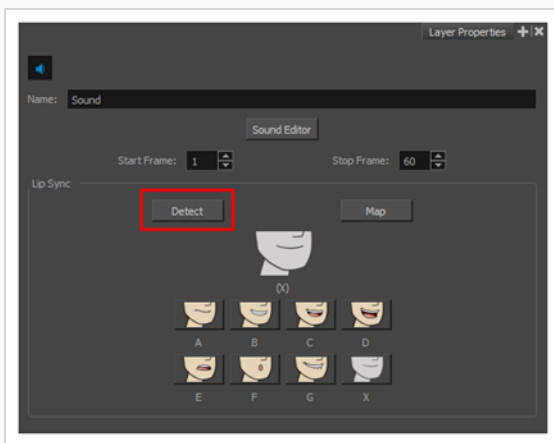 Layer Properties
Name: Sound
Sound Editor
Start Frame: 1 Stop Frame: 60
Lip Sync
Detect Map
(X)
A B C D
E F G X